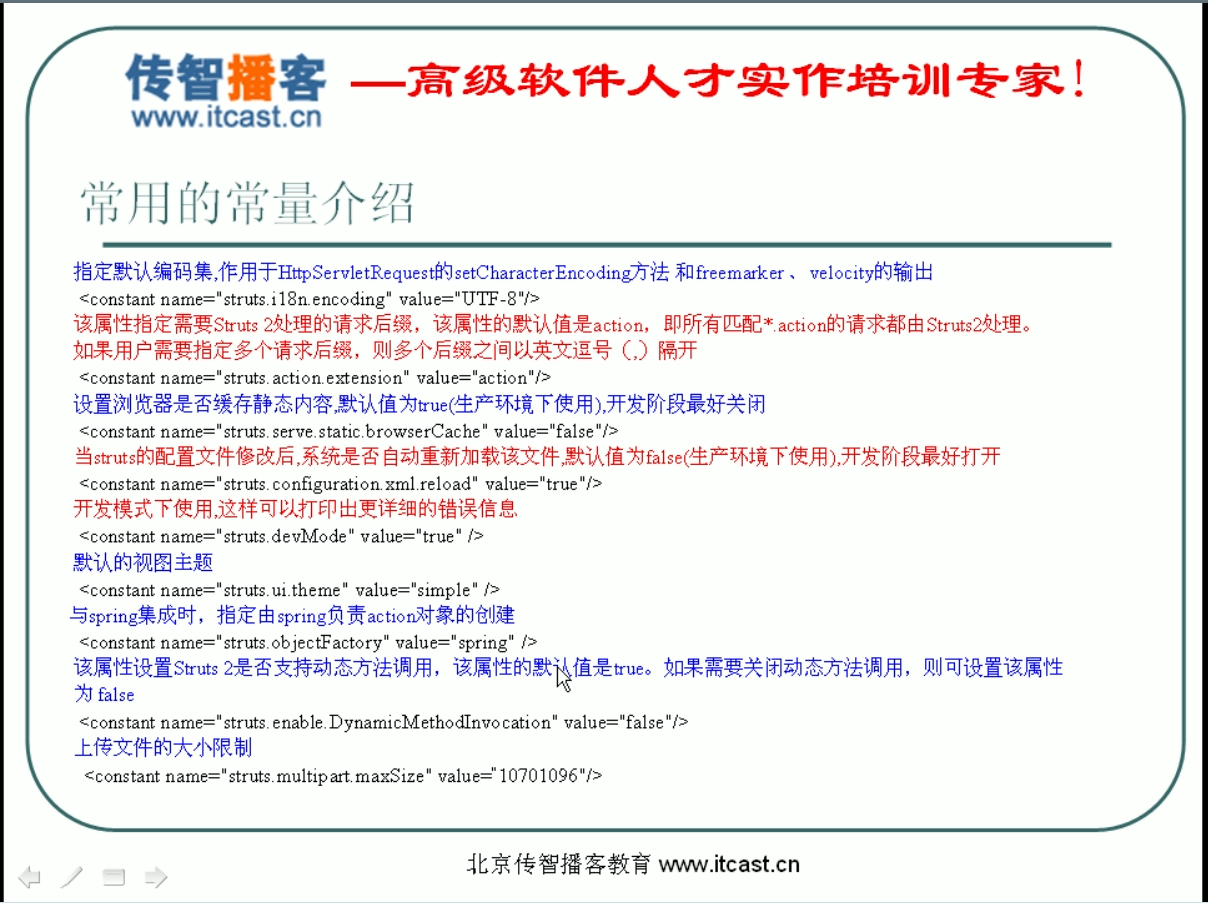 传智播客 —高级软件人才实作培训专家!
www.itcast.cn
常用的常量介绍
指定默认编码集,作用于HttpServletRequest的setCharacterEncoding方法 和freemarker 、velocity的输出
<constant name="struts.i18n.encoding" value="UTF-8"/>
该属性指定需要Struts 2处理的请求后缀，该属性的默认值是action，即所有匹配*.action的请求都由Struts2处理。
如果用户需要指定多个请求后缀，则多个后缀之间以英文逗号（,）隔开
<constant name="struts.action.extension" value="action"/>
设置浏览器是否缓存静态内容,默认值为true(生产环境下使用),开发阶段最好关闭
<constant name="struts.serve.static.browserCache" value="false"/>
当struts的配置文件修改后,系统是否自动重新加载该文件,默认值为false(生产环境下使用),开发阶段最好打开
<constant name="struts.configuration.xml.reload" value="true"/>
开发模式下使用,这样可以打印出更详细的错误信息
<constant name="struts.devMode" value="true" />
默认的视图主题
<constant name="struts.ui.theme" value="simple" />
与spring集成时，指定由spring负责action对象的创建
<constant name="struts.objectFactory" value="spring" />
该属性设置Struts 2是否支持动态方法调用，该属性的默认值是true。如果需要关闭动态方法调用，则可设置该属性
为 false
<constant name="struts.enable.DynamicMethodInvocation" value="false"/>
上传文件的大小限制
<constant name="struts.multipart.maxSize" value="10701096"/>
北京传智播客教育 www.itcast.cn